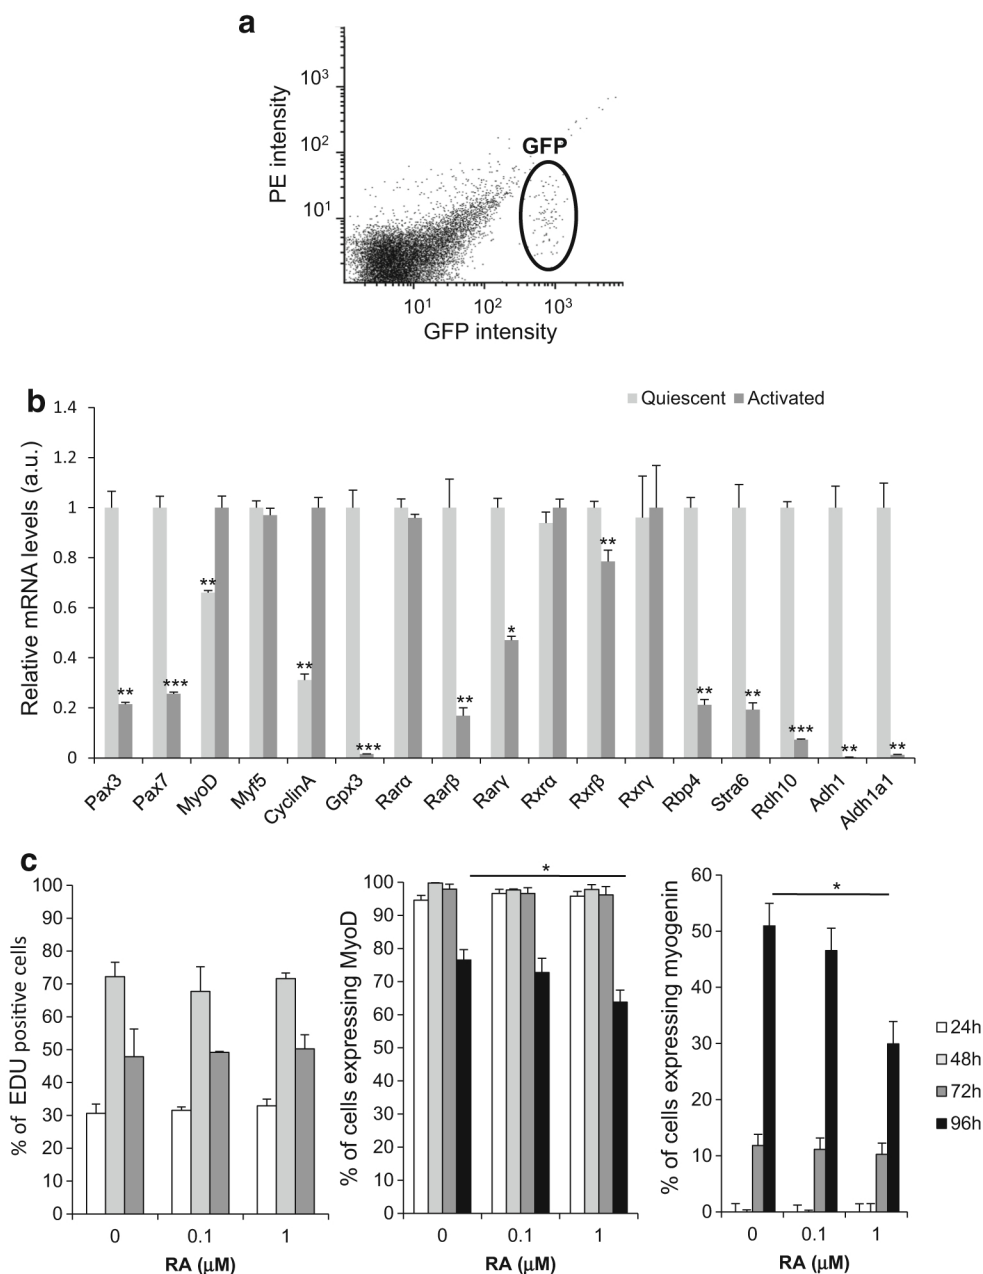 a
PE intensity
10³
10²
10¹
GFP
10¹ 10² 10³
GFP intensity
b
Quiescent Activated
Relative mRNA levels (a.u.)
1.4
1.2
1
0.8
0.6
0.4
0.2
0
** *** ** ** *** ** * ** ** ** *** ** **
Pax3 Pax7 MyoD Myf5 CyclinA Gpx3 Rarα Rarβ Rarγ Rxrα Rxrβ Rxrγ Rbp4 Stra6 Rdh10 Adh1 Aldh1a1
c
% of EDU positive cells
100
90
80
70
60
50
40
30
20
10
0
0 0.1 1
RA (µM)
% of cells expressing MyoD
100
90
80
70
60
50
40
30
20
10
0
*
0 0.1 1
RA (µM)
% of cells expressing myogenin
60
50
40
30
20
10
0
*
0 0.1 1
RA (µM)
24h
48h
72h
96h